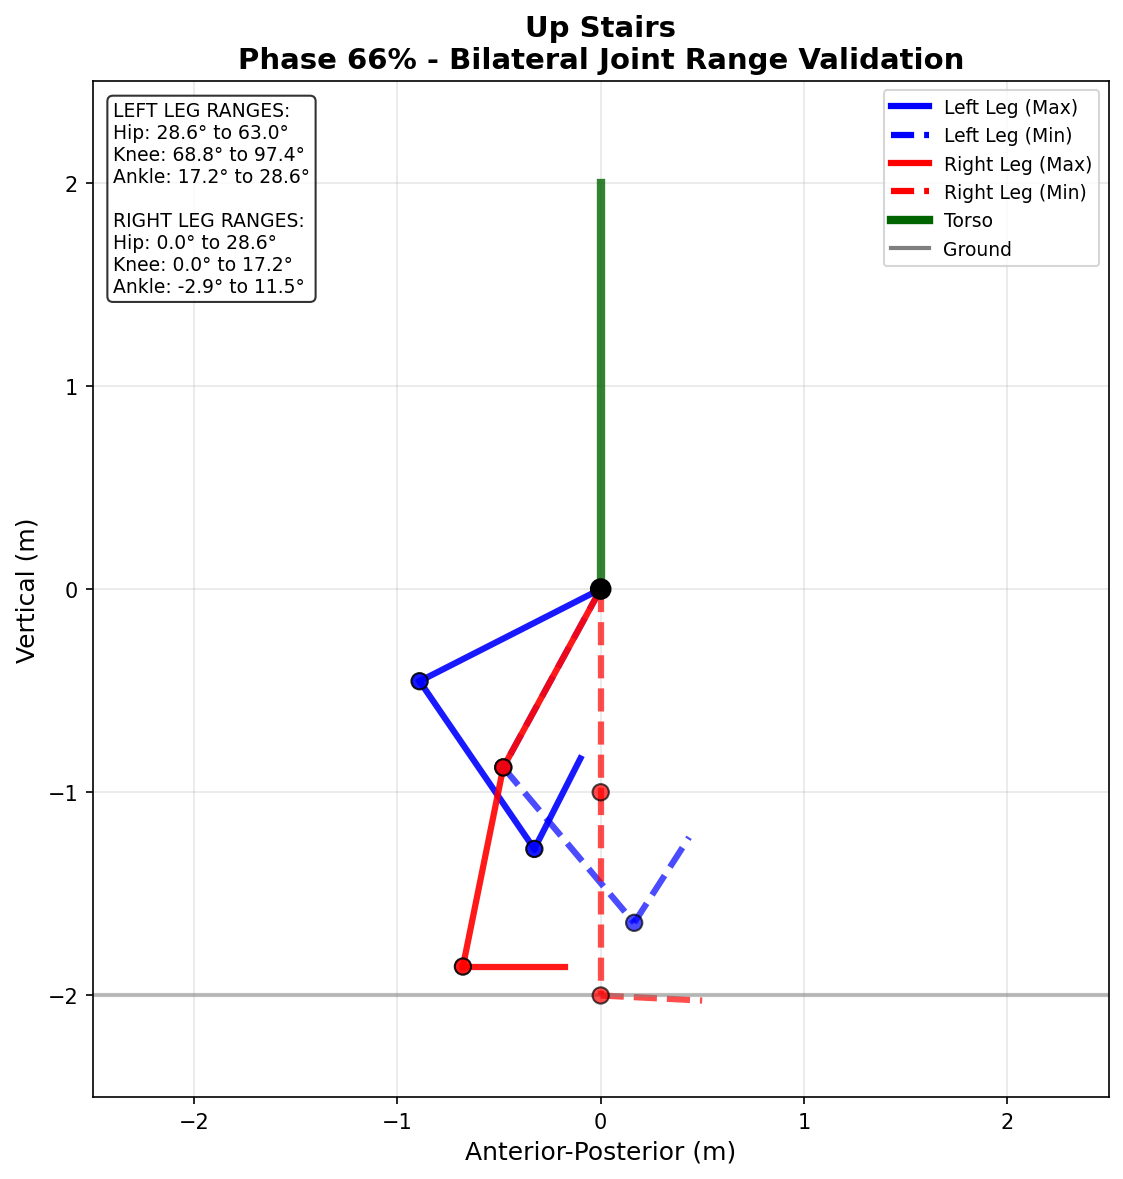 Up Stairs
Phase 66% - Bilateral Joint Range Validation
LEFT LEG RANGES:
Hip: 28.6° to 63.0°
Knee: 68.8° to 97.4°
Ankle: 17.2° to 28.6°
RIGHT LEG RANGES:
Hip: 0.0° to 28.6°
Knee: 0.0° to 17.2°
Ankle: -2.9° to 11.5°
Left Leg (Max)
Left Leg (Min)
Right Leg (Max)
Right Leg (Min)
Torso
Ground
2
1
0
−1
−2
Vertical (m)
−2
−1
0
1
2
Anterior-Posterior (m)